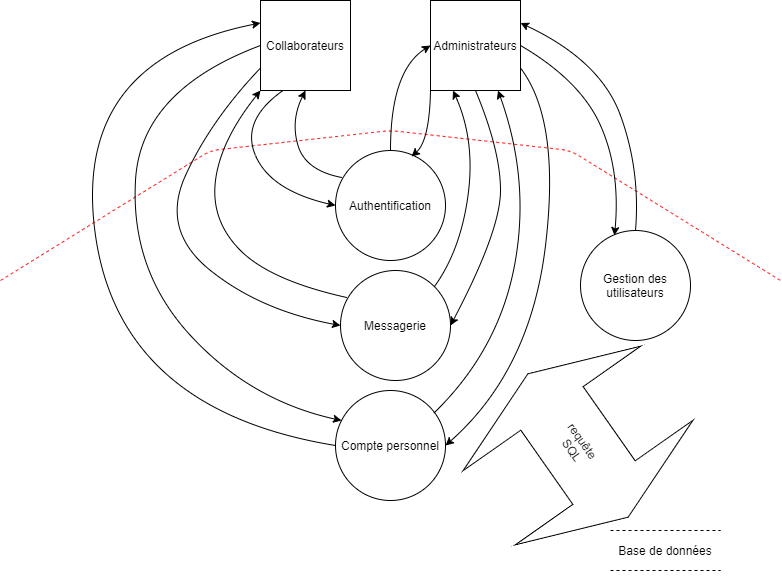 Collaborateurs
Administrateurs
Authentification
Gestion des
utilisateurs
Messagerie
Compte personnel
requête
SQL
Base de données